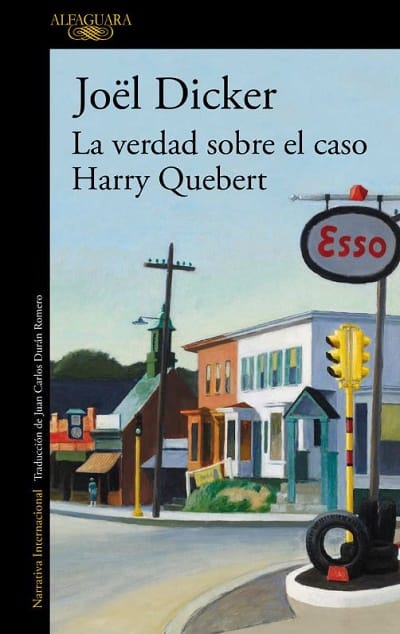 ALFAGUARA
Joël Dicker
La verdad sobre el caso
Harry Quebert
Esso
Narrativa Internacional
Traducción de Juan Carlos Durán Romero